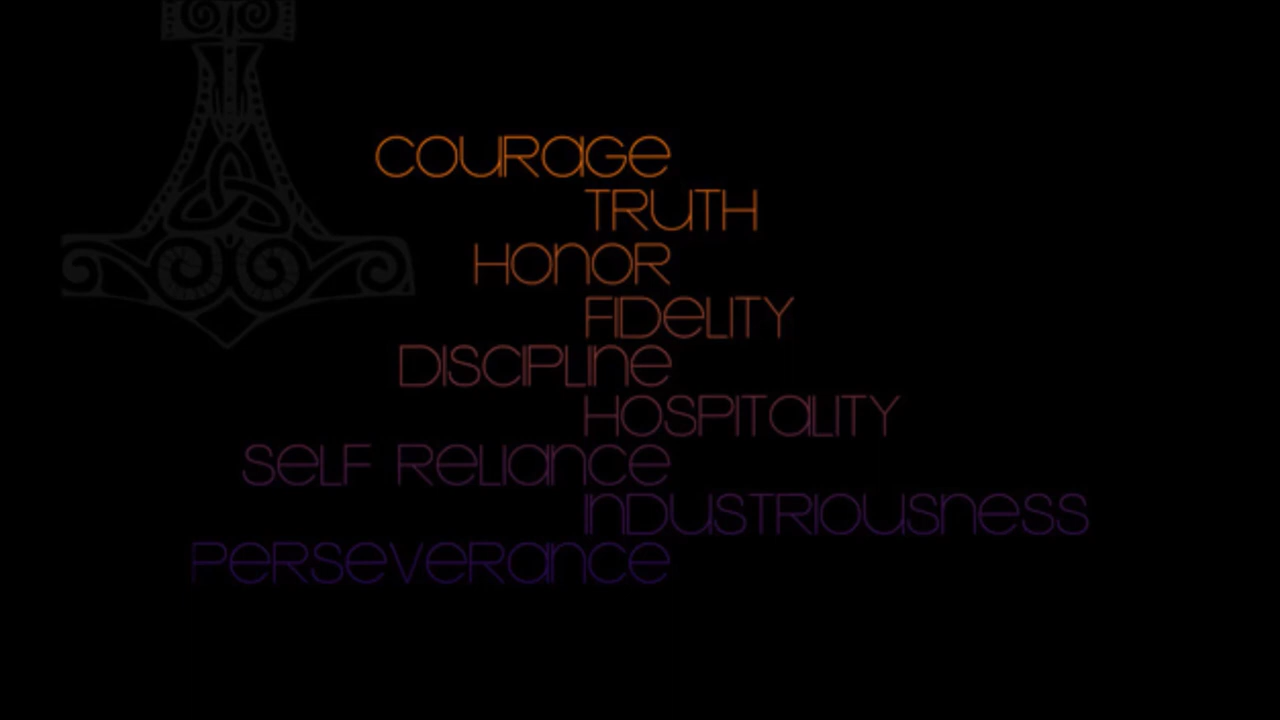 COURAGE
TRUTH
HONOR
FIDELITY
DISCIPLINE
HOSPITALITY
SELF RELIANCE
INDUSTRIOUSNESS
PERSEVERANCE